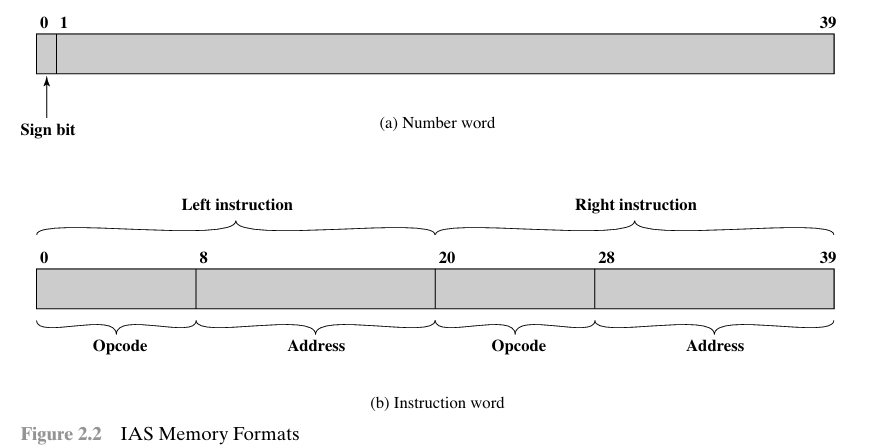 0 1 39
Sign bit
(a) Number word
Left instruction Right instruction
0 8 20 28 39
Opcode Address Opcode Address
(b) Instruction word
Figure 2.2 IAS Memory Formats